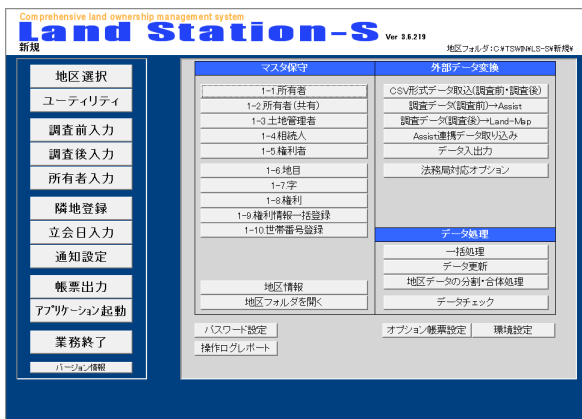 Comprehensive land ownership management system
Land Station-S Ver 3.6.219
新規
地区フォルダ:C:¥TSWIN¥LS-S¥新規¥
地区選択
ユーティリティ
調査前入力
調査後入力
所有者入力
隣地登録
立会日入力
通知設定
帳票出力
アプリケーション起動
業務終了
バージョン情報
マスタ保守
1-1.所有者
1-2.所有者(共有)
1-3.土地管理者
1-4.相続人
1-5.権利者
1-6.地目
1-7.字
1-8.権利
1-9.権利情報一括登録
1-10.世帯番号登録
地区情報
地区フォルダを開く
外部データ変換
CSV形式データ取込(調査前・調査後)
調査データ(調査前)→Assist
調査データ(調査後)→Land-Map
Assist連携データ取り込み
データ入出力
法務局対応オプション
データ処理
一括処理
データ更新
地区データの分割・合体処理
データチェック
パスワード設定
操作ログレポート
オプション帳票設定
環境設定